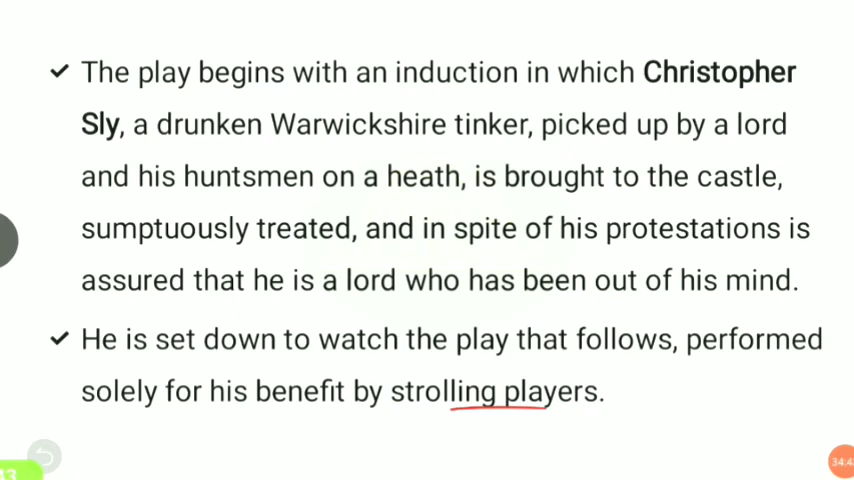 ✓ The play begins with an induction in which Christopher
Sly, a drunken Warwickshire tinker, picked up by a lord
and his huntsmen on a heath, is brought to the castle,
sumptuously treated, and in spite of his protestations is
assured that he is a lord who has been out of his mind.
✓ He is set down to watch the play that follows, performed
solely for his benefit by strolling players.